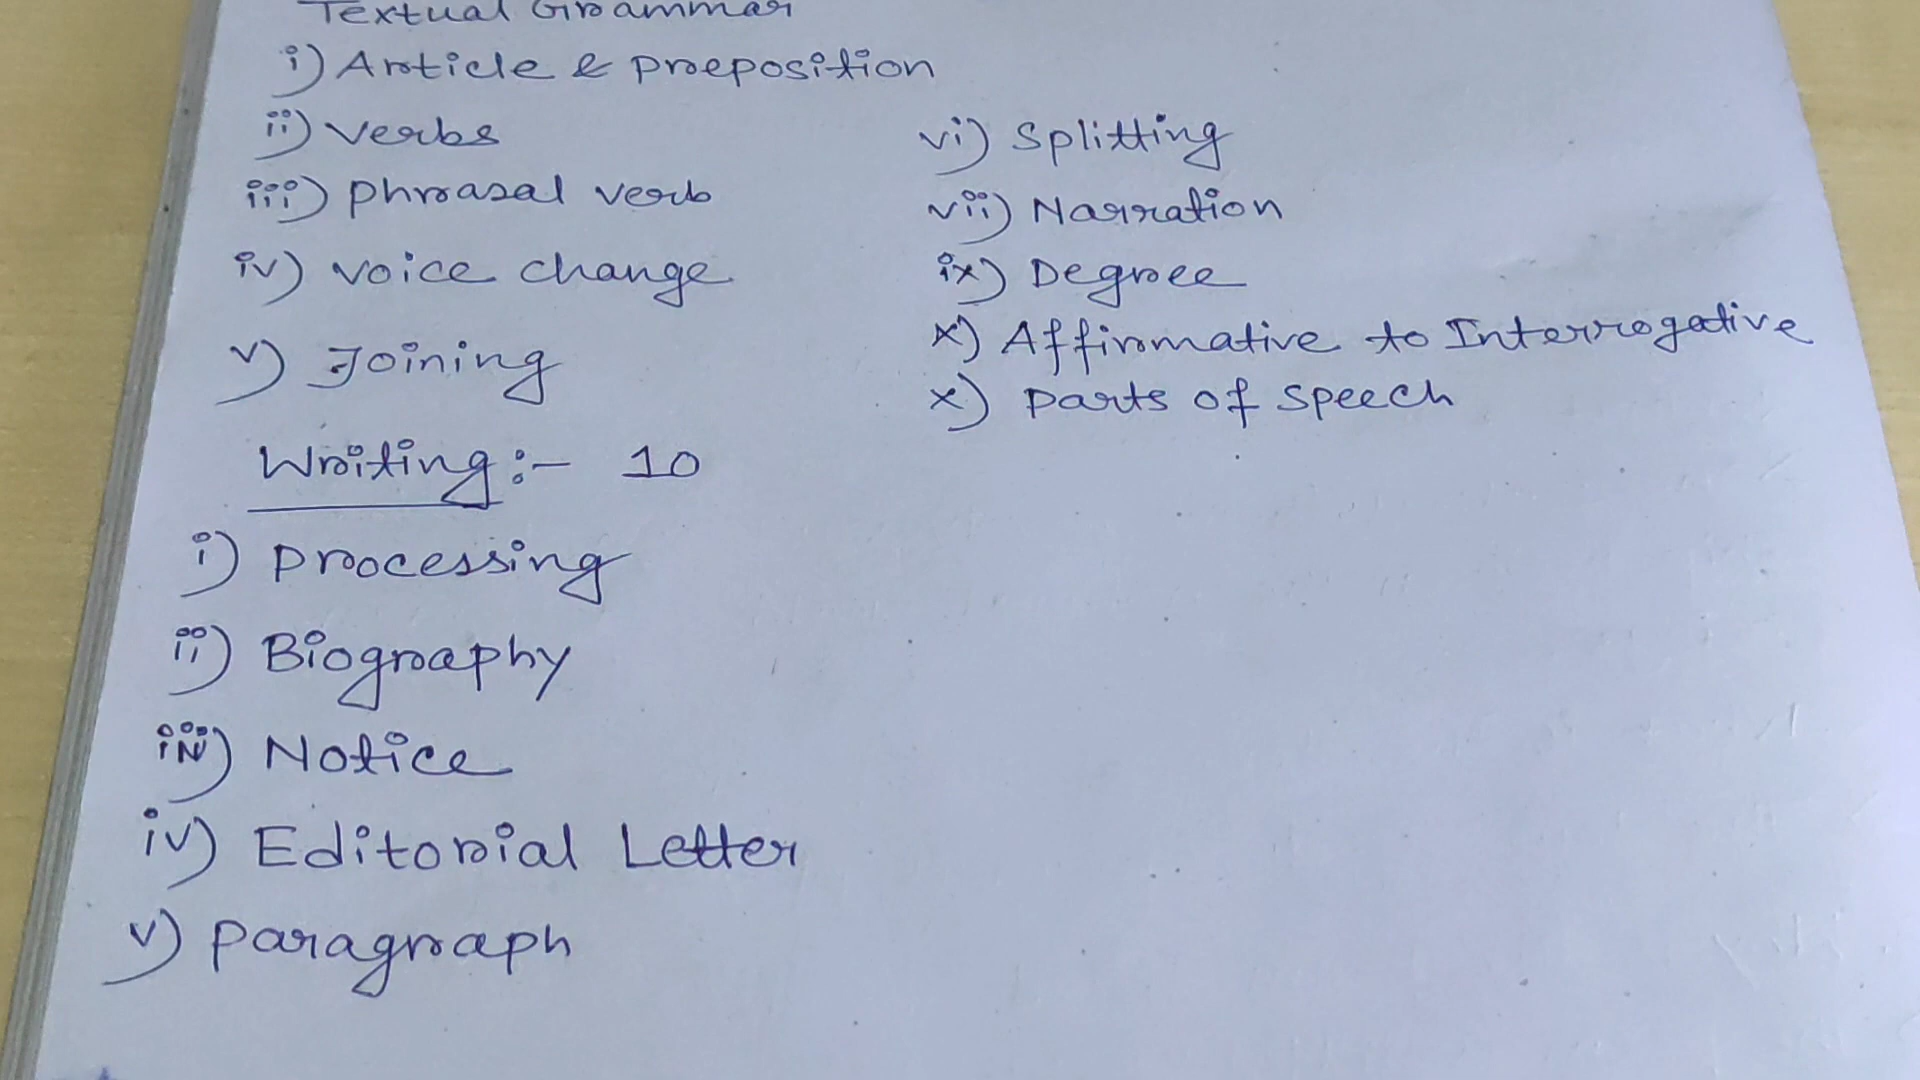 Textual Grammar
i) Article & preposition
ii) verbs
iii) phrasal verb
iv) voice change
v) Joining
vi) Splitting
vii) Narration
ix) Degree
x) Affirmative to Interrogative
x) parts of speech
Writing:- 10
i) processing
ii) Biography
iii) Notice
iv) Editorial Letter
v) paragraph